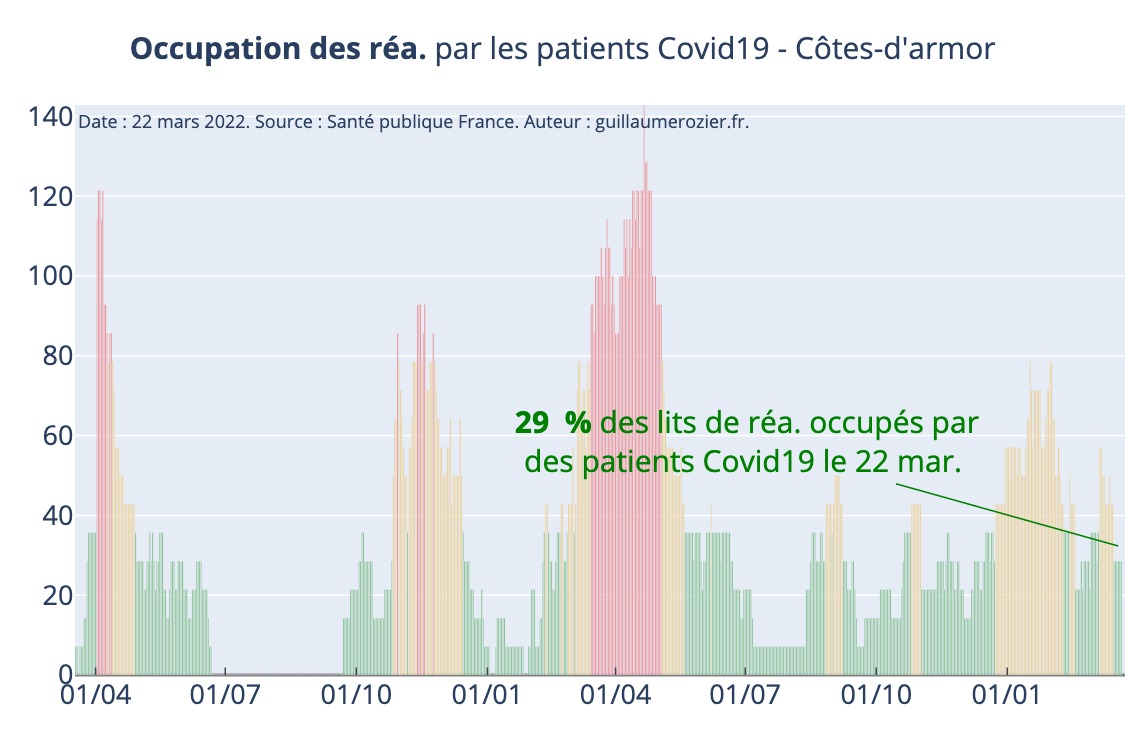 Occupation des réa. par les patients Covid19 - Côtes-d'armor
140
Date : 22 mars 2022. Source : Santé publique France. Auteur : guillaumerozier.fr.
120
100
80
60
29 % des lits de réa. occupés par
des patients Covid19 le 22 mar.
40
20
0
01/04 01/07 01/10 01/01 01/04 01/07 01/10 01/01